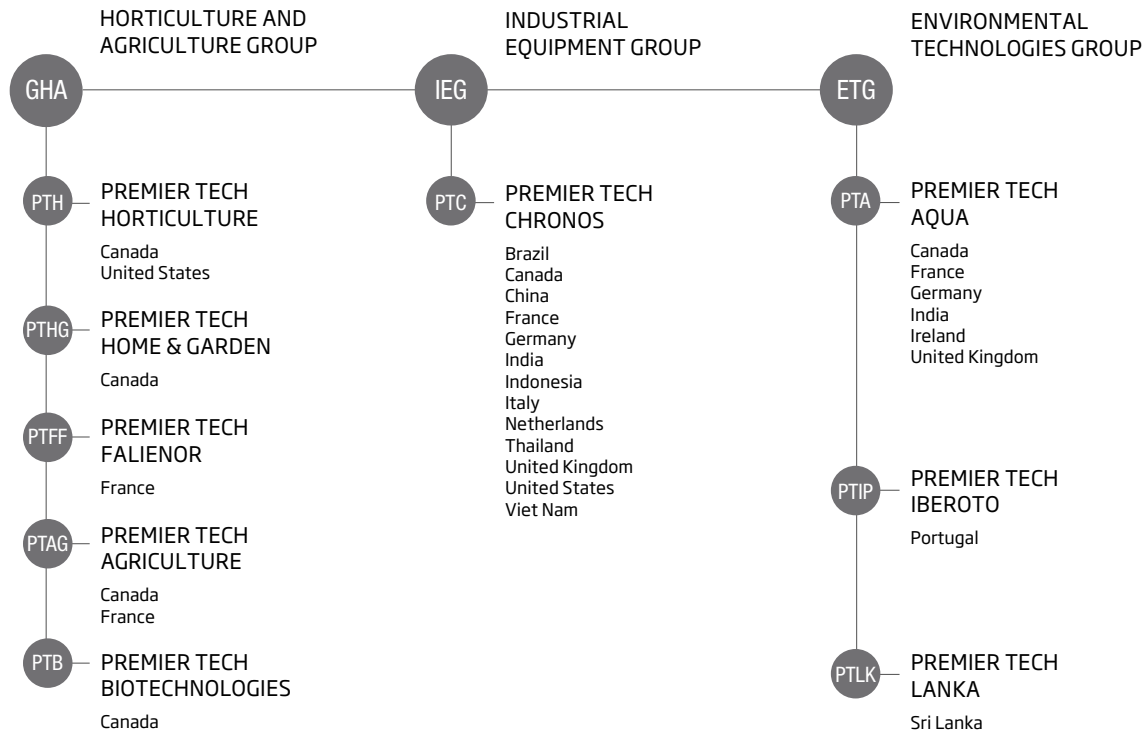 HORTICULTURE AND
AGRICULTURE GROUP
GHA
PTH
PREMIER TECH
HORTICULTURE
Canada
United States
PTHG
PREMIER TECH
HOME & GARDEN
Canada
PTFF
PREMIER TECH
FALIENOR
France
PTAG
PREMIER TECH
AGRICULTURE
Canada
France
PTB
PREMIER TECH
BIOTECHNOLOGIES
Canada
INDUSTRIAL
EQUIPMENT GROUP
IEG
PTC
PREMIER TECH
CHRONOS
Brazil
Canada
China
France
Germany
India
Indonesia
Italy
Netherlands
Thailand
United Kingdom
United States
Viet Nam
ENVIRONMENTAL
TECHNOLOGIES GROUP
ETG
PTA
PREMIER TECH
AQUA
Canada
France
Germany
India
Ireland
United Kingdom
PTIP
PREMIER TECH
IBEROTO
Portugal
PTLK
PREMIER TECH
LANKA
Sri Lanka